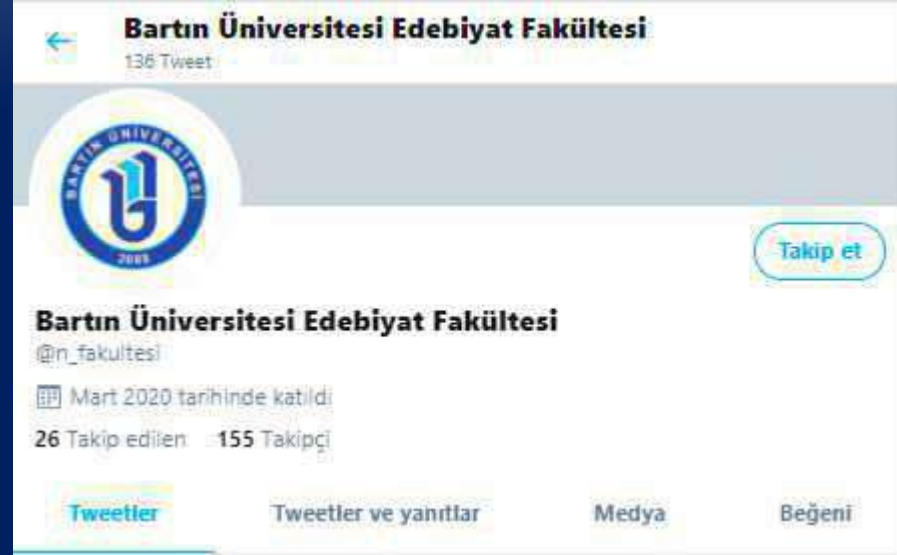 Bartın Üniversitesi Edebiyat Fakültesi
136 Tweet
BARTIN ÜNİVERSİTESİ
2008
Takip et
Bartın Üniversitesi Edebiyat Fakültesi
@n_fakultesi
Mart 2020 tarihinde katıldı
26 Takip edilen 155 Takipçi
Tweetler Tweetler ve yanıtlar Medya Beğeni